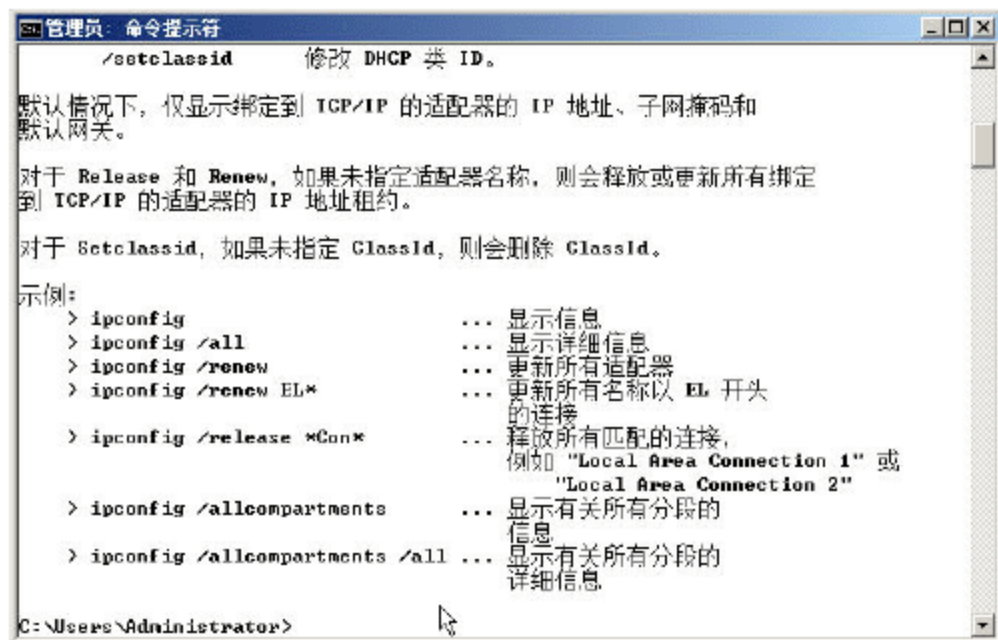 管理员: 命令提示符
/setclassid 修改 DHCP 类 ID。
默认情况下，仅显示绑定到 TCP/IP 的适配器的 IP 地址、子网掩码和
默认网关。
对于 Release 和 Renew，如果未指定适配器名称，则会释放或更新所有绑定
到 TCP/IP 的适配器的 IP 地址租约。
对于 Setclassid，如果未指定 ClassId，则会删除 ClassId。
示例:
> ipconfig ... 显示信息
> ipconfig /all ... 显示详细信息
> ipconfig /renew ... 更新所有适配器
> ipconfig /renew EL* ... 更新所有名称以 EL 开头
的连接
> ipconfig /release *Con* ... 释放所有匹配的连接，
例如 "Local Area Connection 1" 或
"Local Area Connection 2"
> ipconfig /allcompartments ... 显示有关所有分段的
信息
> ipconfig /allcompartments /all ... 显示有关所有分段的
详细信息
C:\Users\Administrator>